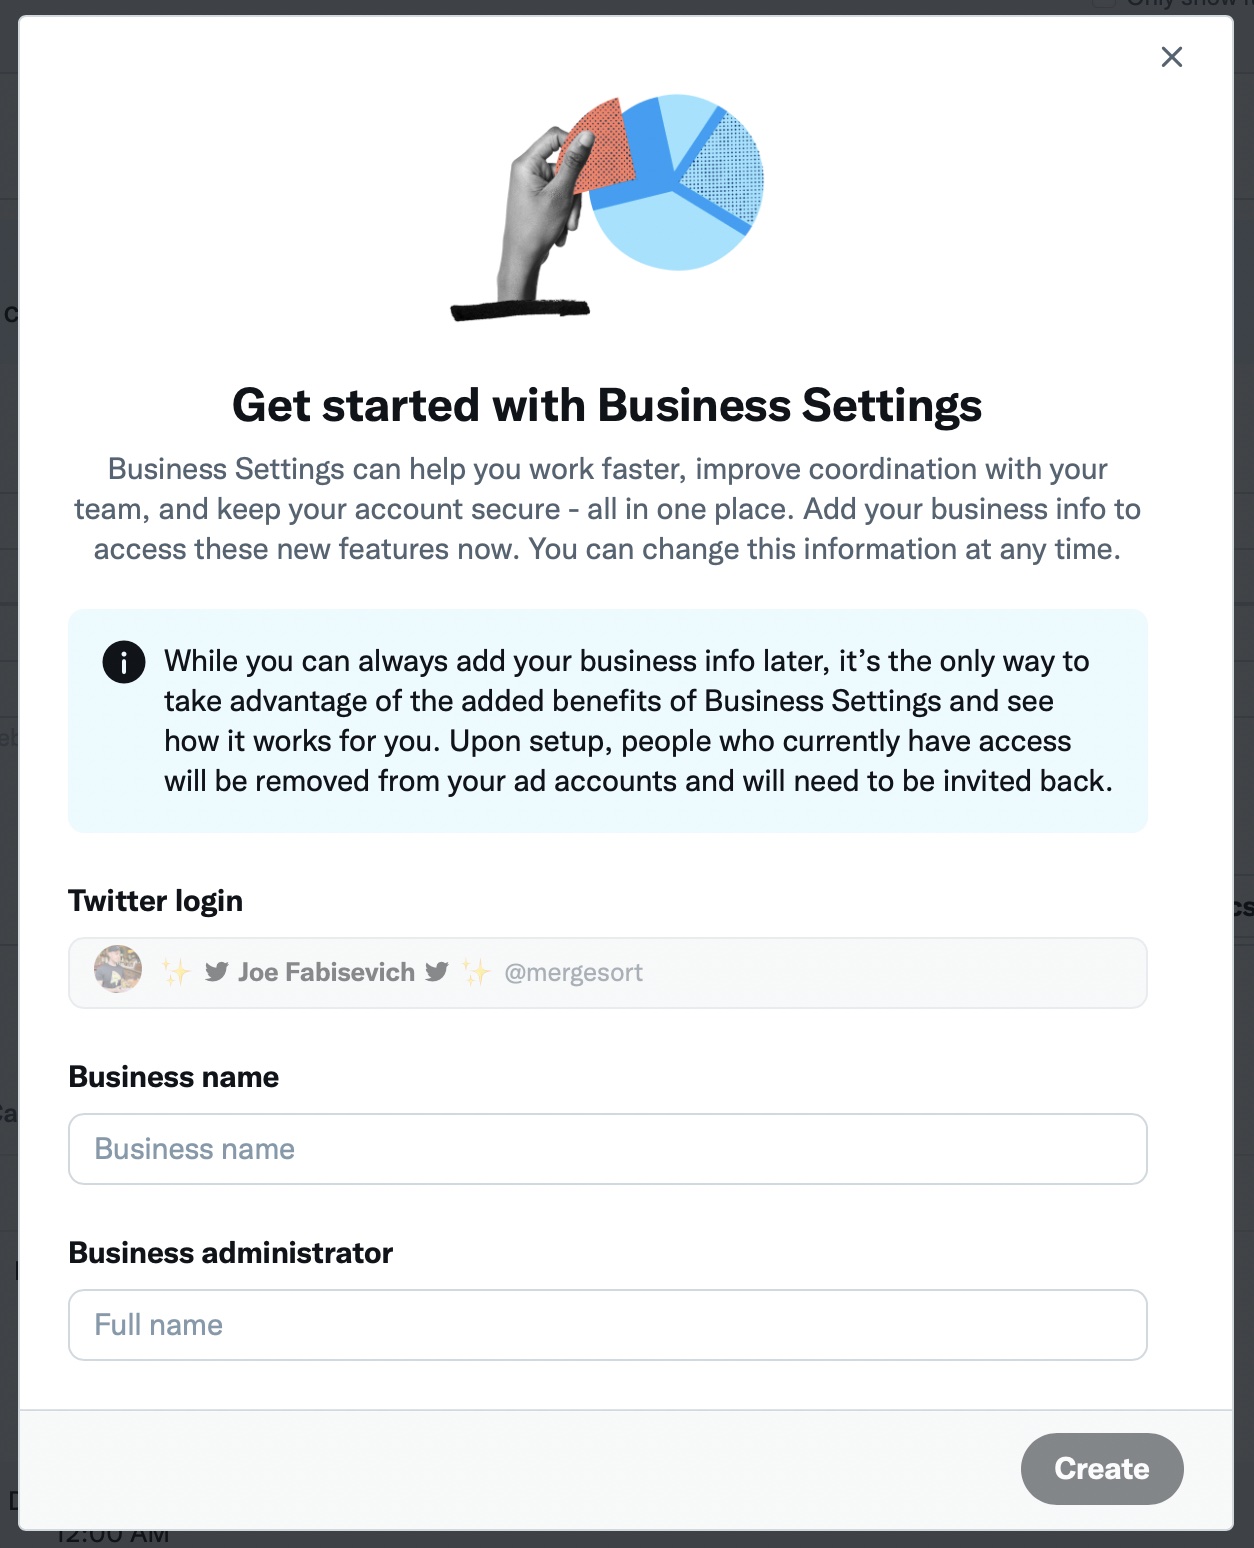 Get started with Business Settings
Business Settings can help you work faster, improve coordination with your
team, and keep your account secure - all in one place. Add your business info to
access these new features now. You can change this information at any time.
While you can always add your business info later, it’s the only way to
take advantage of the added benefits of Business Settings and see
how it works for you. Upon setup, people who currently have access
will be removed from your ad accounts and will need to be invited back.
Twitter login
✨ Joe Fabisevich ✨ @mergesort
Business name
Business name
Business administrator
Full name
Create
12:00 AM